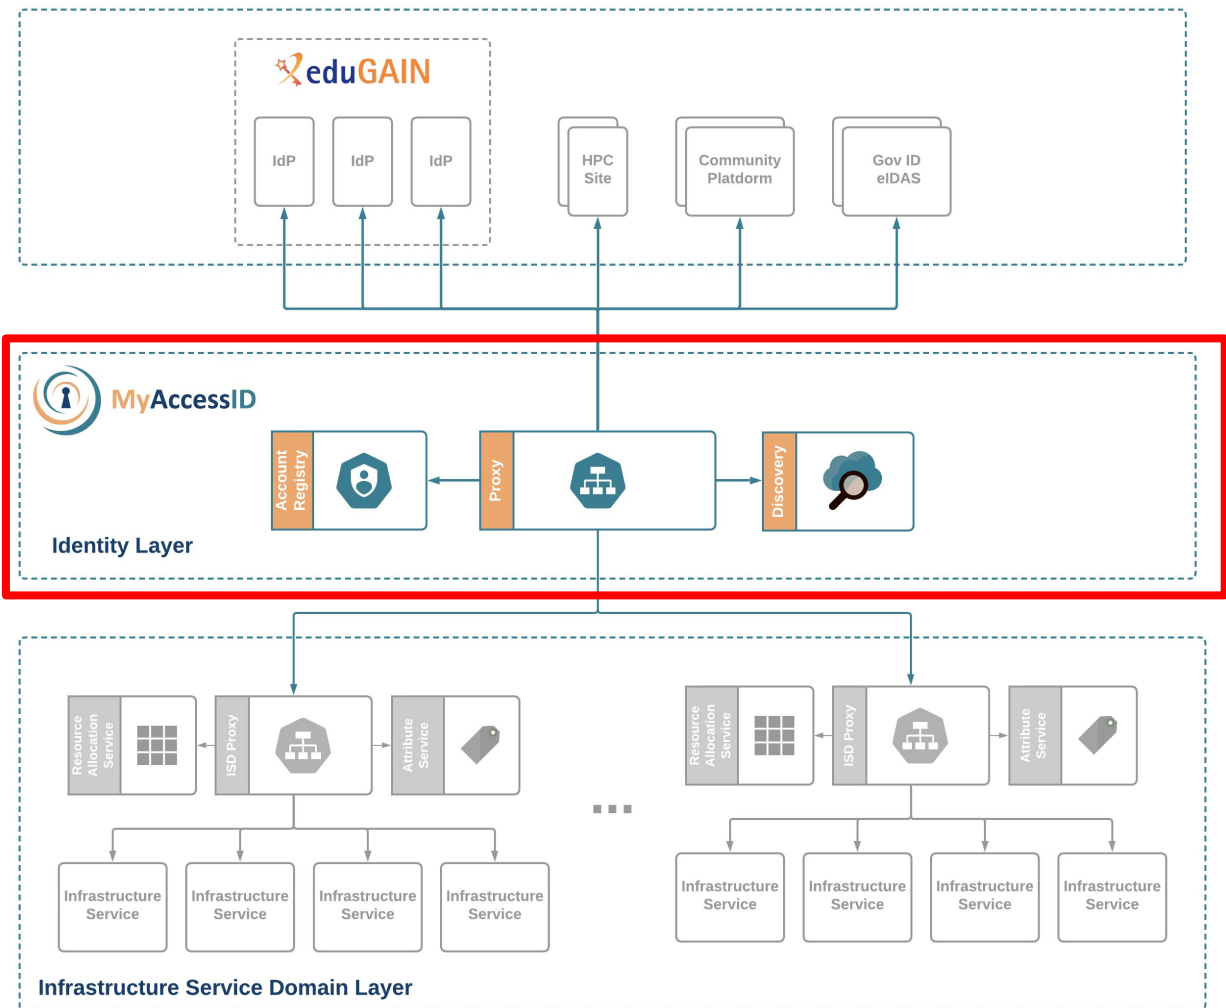 eduGAIN
IdP
IdP
IdP
HPC
Site
Community
Platdorm
Gov ID
eIDAS
MyAccessID
Account
Registry
Proxy
Discovery
Identity Layer
Resource
Allocation
Service
ISD Proxy
Attribute
Service
Resource
Allocation
Service
ISD Proxy
Attribute
Service
Infrastructure
Service
Infrastructure
Service
Infrastructure
Service
Infrastructure
Service
Infrastructure
Service
Infrastructure
Service
Infrastructure
Service
Infrastructure
Service
Infrastructure Service Domain Layer